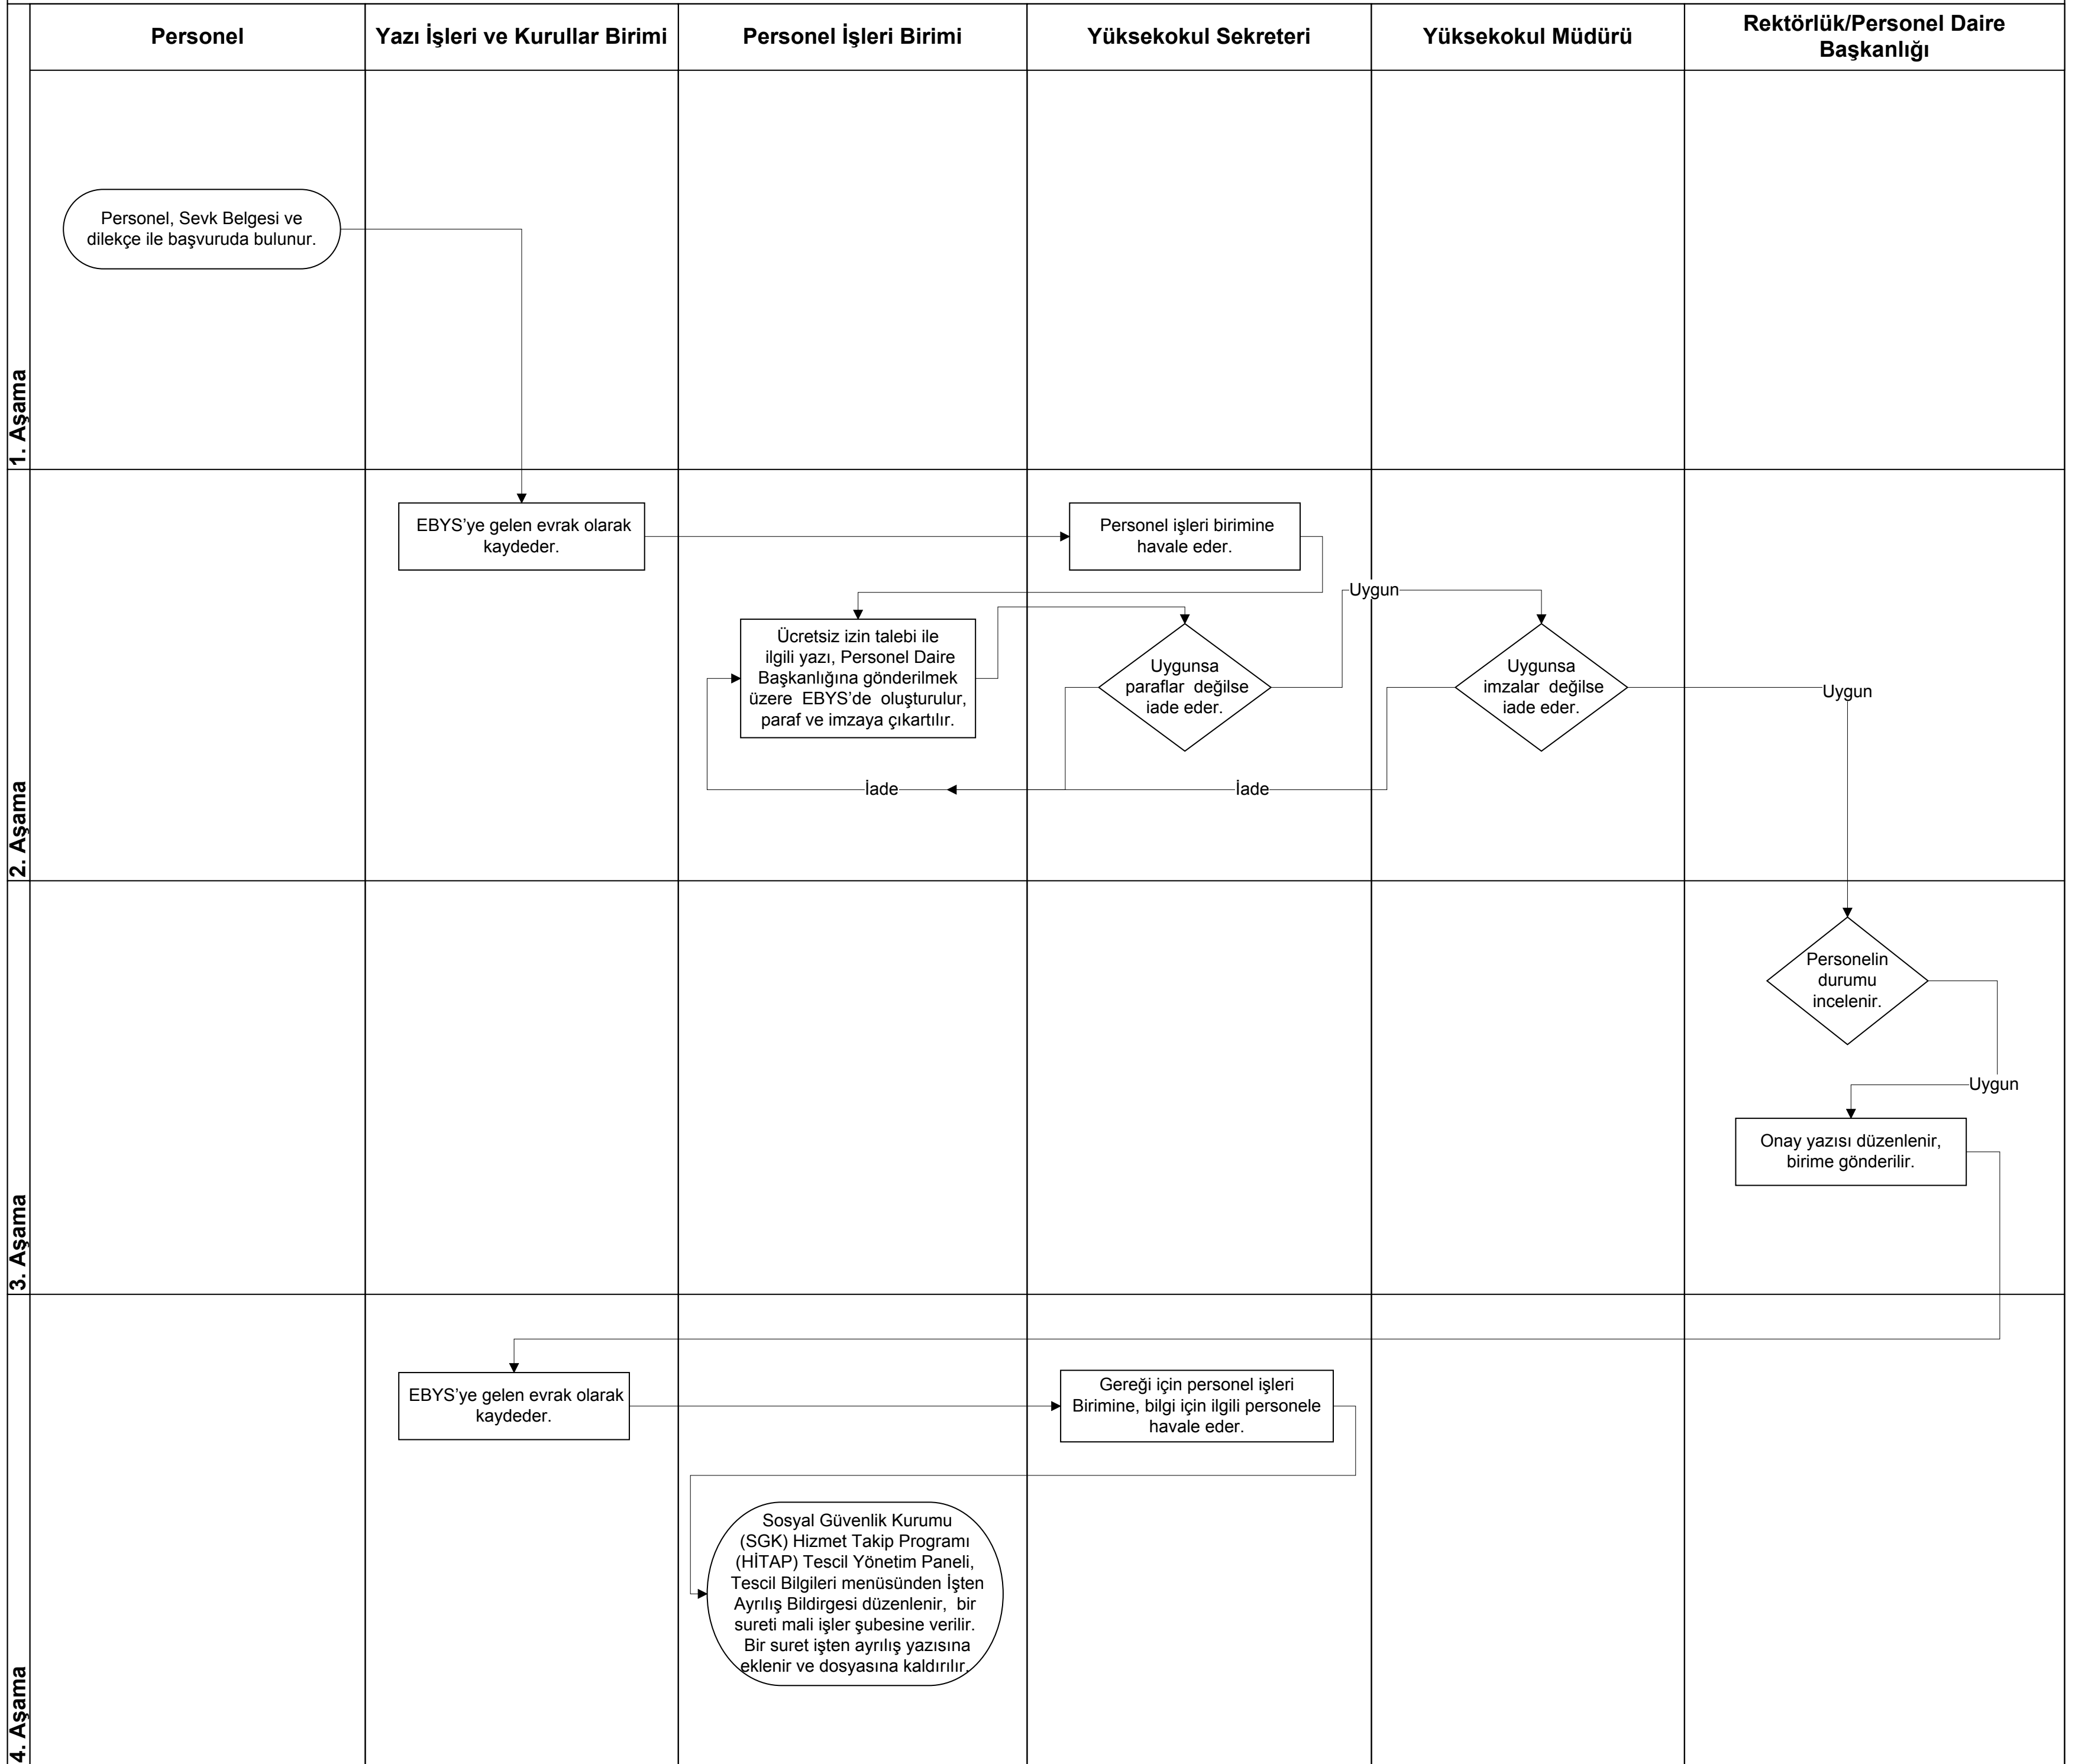 Personel
Yazı İşleri ve Kurullar Birimi
Personel İşleri Birimi
Yüksekokul Sekreteri
Yüksekokul Müdürü
Rektörlük/Personel Daire
Başkanlığı
1. Aşama
Personel, Sevk Belgesi ve
dilekçe ile başvuruda bulunur.
2. Aşama
EBYS’ye gelen evrak olarak
kaydeder.
Personel işleri birimine
havale eder.
Ücretsiz izin talebi ile
ilgili yazı, Personel Daire
Başkanlığına gönderilmek
üzere EBYS’de oluşturulur,
paraf ve imzaya çıkartılır.
Uygunsa
paraflar değilse
iade eder.
Uygun
Uygunsa
imzalar değilse
iade eder.
Uygun
İade
İade
3. Aşama
Personelin
durumu
incelenir.
Uygun
Onay yazısı düzenlenir,
birime gönderilir.
4. Aşama
EBYS’ye gelen evrak olarak
kaydeder.
Gereği için personel işleri
Birimine, bilgi için ilgili personele
havale eder.
Sosyal Güvenlik Kurumu
(SGK) Hizmet Takip Programı
(HİTAP) Tescil Yönetim Paneli,
Tescil Bilgileri menüsünden İşten
Ayrılış Bildirgesi düzenlenir, bir
sureti mali işler şubesine verilir.
Bir suret işten ayrılış yazısına
eklenir ve dosyasına kaldırılır.